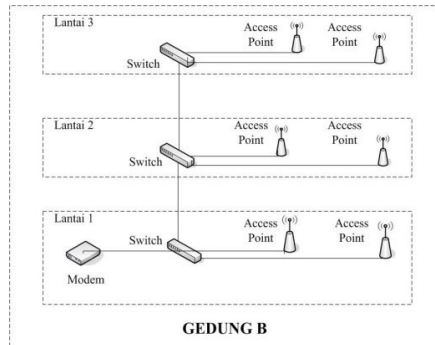 Lantai 3
Access
Point
Access
Point
Switch
Lantai 2
Access
Point
Access
Point
Switch
Lantai 1
Access
Point
Access
Point
Switch
Modem
GEDUNG B